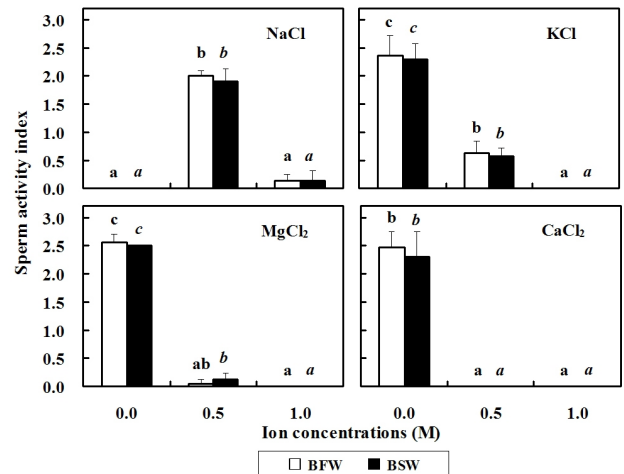 Sperm activity index
3.0
2.5
2.0
1.5
1.0
0.5
0.0
NaCl
a a
b b
a a
KCl
c c
b b
a a
3.0
2.5
2.0
1.5
1.0
0.5
0.0
MgCl₂
c c
ab b
a a
CaCl₂
b b
a a
a a
0.0 0.5 1.0
0.0 0.5 1.0
Ion concentrations (M)
BFW BSW